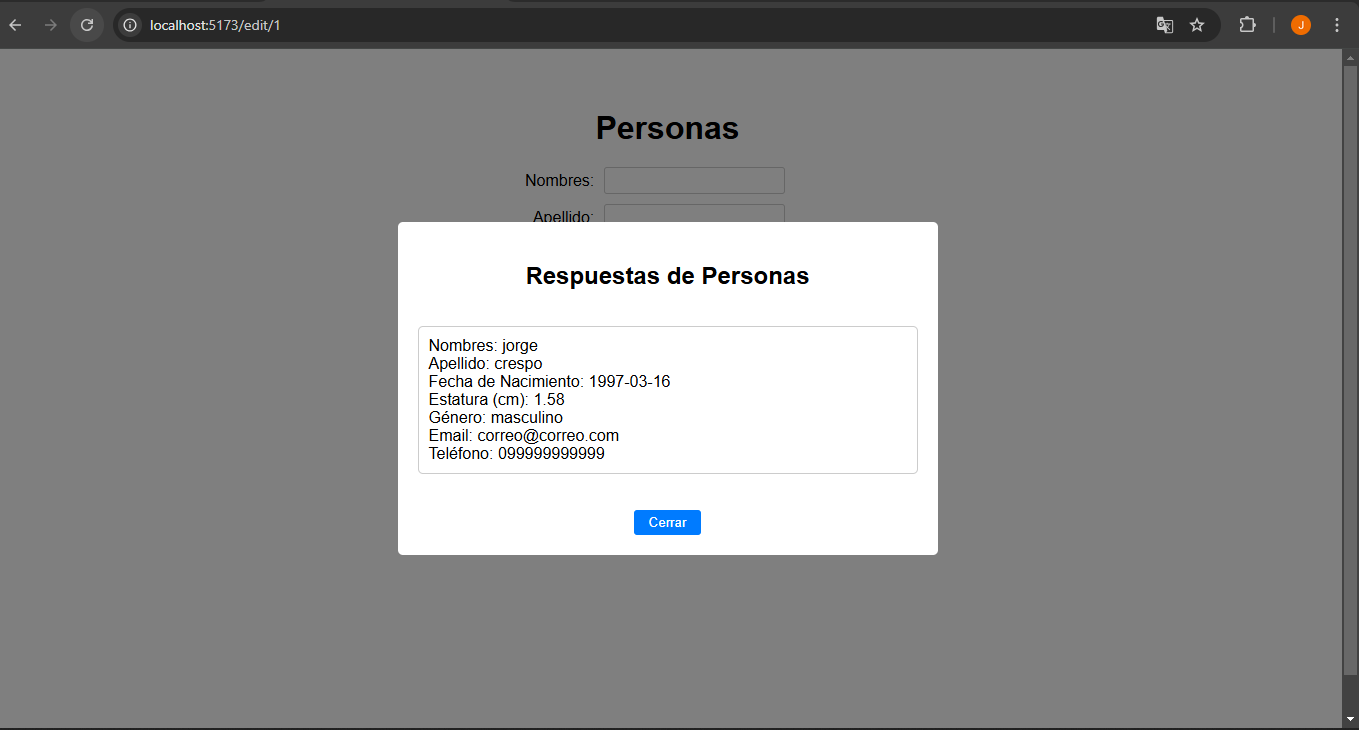 localhost:5173/edit/1
J
Personas
Nombres:
Apellido:
Respuestas de Personas
Nombres: jorge
Apellido: crespo
Fecha de Nacimiento: 1997-03-16
Estatura (cm): 1.58
Género: masculino
Email: correo@correo.com
Teléfono: 099999999999
Cerrar